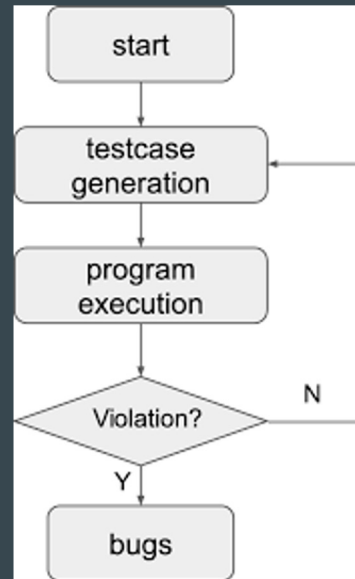 start
testcase
generation
program
execution
Violation?
N
Y
bugs